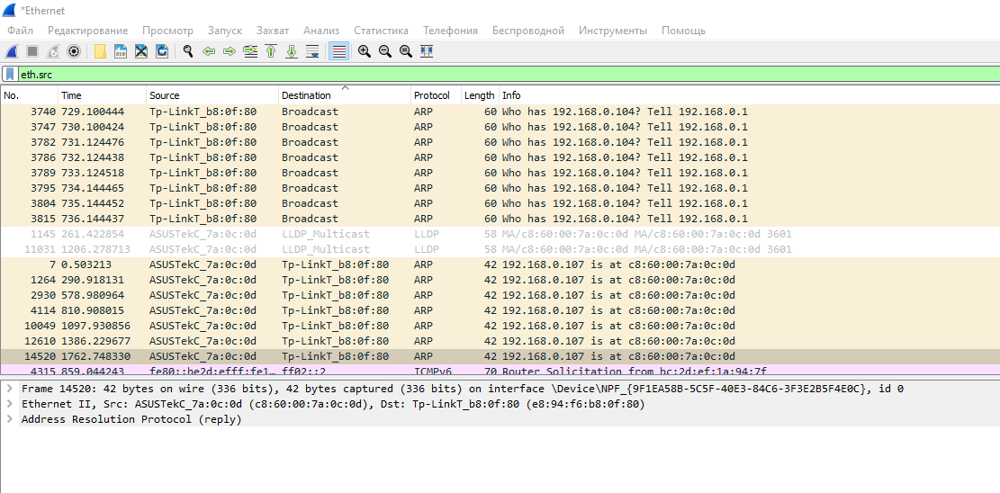 *Ethernet
Файл Редактирование Просмотр Запуск Захват Анализ Статистика Телефония Беспроводной Инструменты Помощь
eth.src
No. Time Source Destination Protocol Length Info
3740 729.100444 Tp-LinkT_b8:0f:80 Broadcast ARP 60 Who has 192.168.0.104? Tell 192.168.0.1
3747 730.100424 Tp-LinkT_b8:0f:80 Broadcast ARP 60 Who has 192.168.0.104? Tell 192.168.0.1
3782 731.124476 Tp-LinkT_b8:0f:80 Broadcast ARP 60 Who has 192.168.0.104? Tell 192.168.0.1
3786 732.124438 Tp-LinkT_b8:0f:80 Broadcast ARP 60 Who has 192.168.0.104? Tell 192.168.0.1
3789 733.124518 Tp-LinkT_b8:0f:80 Broadcast ARP 60 Who has 192.168.0.104? Tell 192.168.0.1
3795 734.144465 Tp-LinkT_b8:0f:80 Broadcast ARP 60 Who has 192.168.0.104? Tell 192.168.0.1
3804 735.144452 Tp-LinkT_b8:0f:80 Broadcast ARP 60 Who has 192.168.0.104? Tell 192.168.0.1
3815 736.144437 Tp-LinkT_b8:0f:80 Broadcast ARP 60 Who has 192.168.0.104? Tell 192.168.0.1
1145 261.422854 ASUSTekC_7a:0c:0d LLDP_Multicast LLDP 58 MA/c8:60:00:7a:0c:0d MA/c8:60:00:7a:0c:0d 3601
11031 1206.278713 ASUSTekC_7a:0c:0d LLDP_Multicast LLDP 58 MA/c8:60:00:7a:0c:0d MA/c8:60:00:7a:0c:0d 3601
7 0.503213 ASUSTekC_7a:0c:0d Tp-LinkT_b8:0f:80 ARP 42 192.168.0.107 is at c8:60:00:7a:0c:0d
1264 290.918131 ASUSTekC_7a:0c:0d Tp-LinkT_b8:0f:80 ARP 42 192.168.0.107 is at c8:60:00:7a:0c:0d
2930 578.980964 ASUSTekC_7a:0c:0d Tp-LinkT_b8:0f:80 ARP 42 192.168.0.107 is at c8:60:00:7a:0c:0d
4114 810.908015 ASUSTekC_7a:0c:0d Tp-LinkT_b8:0f:80 ARP 42 192.168.0.107 is at c8:60:00:7a:0c:0d
10049 1097.930856 ASUSTekC_7a:0c:0d Tp-LinkT_b8:0f:80 ARP 42 192.168.0.107 is at c8:60:00:7a:0c:0d
12610 1386.229677 ASUSTekC_7a:0c:0d Tp-LinkT_b8:0f:80 ARP 42 192.168.0.107 is at c8:60:00:7a:0c:0d
14520 1762.748330 ASUSTekC_7a:0c:0d Tp-LinkT_b8:0f:80 ARP 42 192.168.0.107 is at c8:60:00:7a:0c:0d
4315 859.044243 fe80::be2d:efff:fe1… ff02::2 ICMPv6 70 Router Solicitation from bc:2d:ef:1a:94:7f
Frame 14520: 42 bytes on wire (336 bits), 42 bytes captured (336 bits) on interface \Device\NPF_{9F1EA58B-5C5F-40E3-84C6-3F3E2B5F4E0C}, id 0
Ethernet II, Src: ASUSTekC_7a:0c:0d (c8:60:00:7a:0c:0d), Dst: Tp-LinkT_b8:0f:80 (e8:94:f6:b8:0f:80)
Address Resolution Protocol (reply)